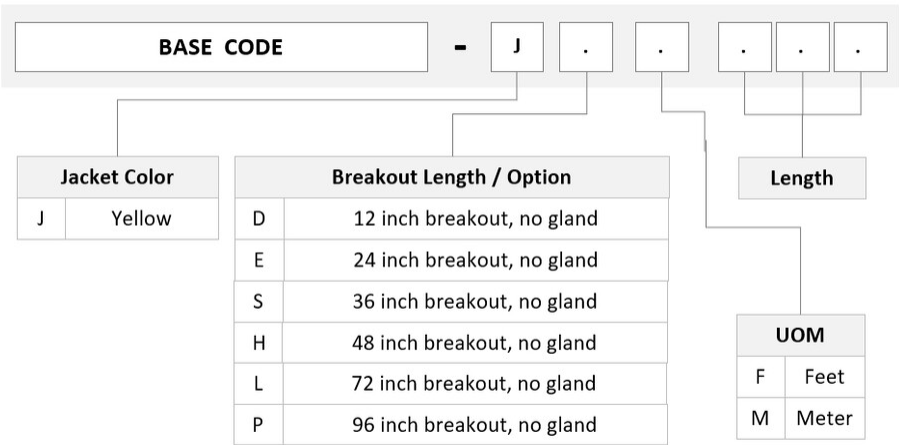 BASE CODE - J . . . . .
Jacket Color
J Yellow
Breakout Length / Option
D 12 inch breakout, no gland
E 24 inch breakout, no gland
S 36 inch breakout, no gland
H 48 inch breakout, no gland
L 72 inch breakout, no gland
P 96 inch breakout, no gland
Length
UOM
F Feet
M Meter